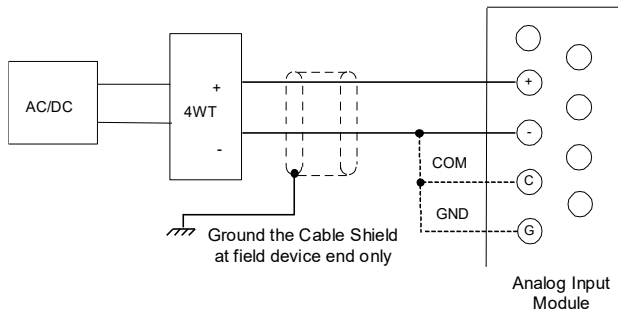 AC/DC
4WT
+
-
+
-
COM
C
GND
G
Ground the Cable Shield
at field device end only
Analog Input
Module